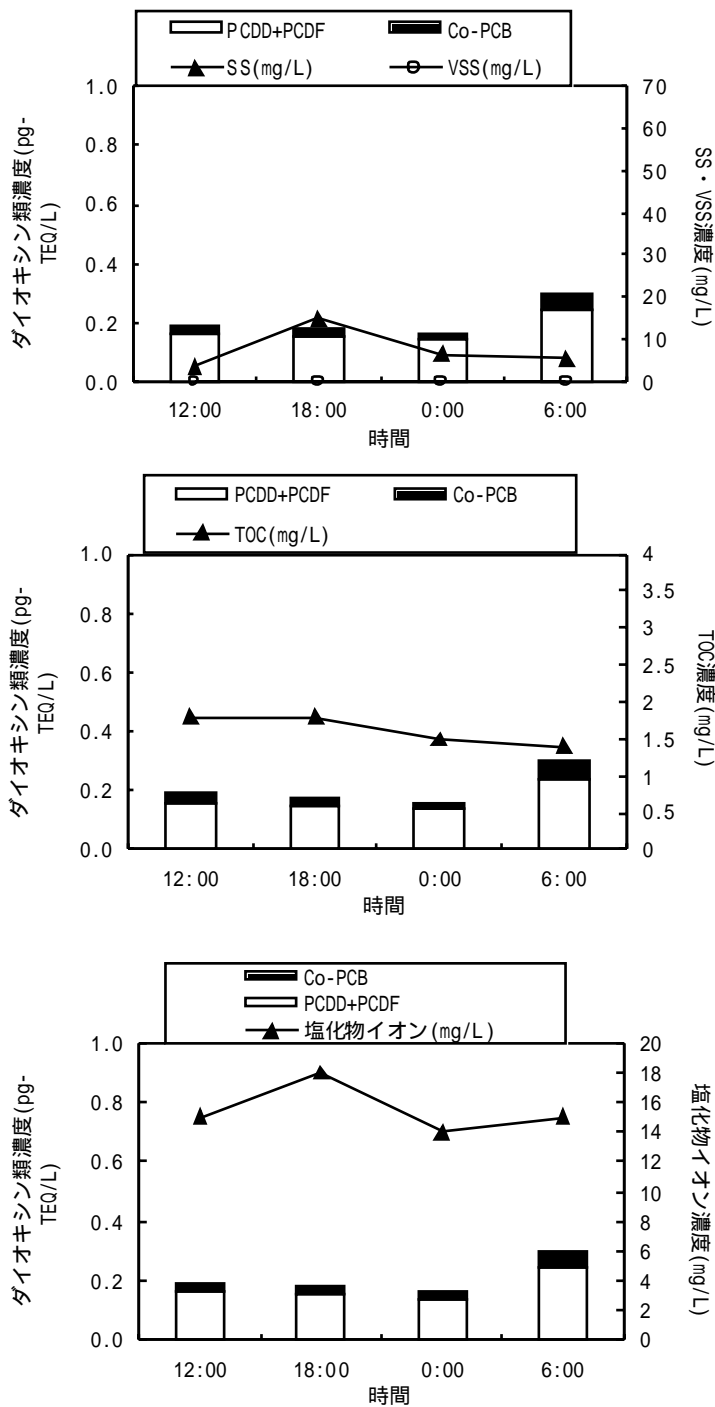 PCDD+PCDF Co-PCB
SS(mg/L) VSS(mg/L)
ダイオキシン類濃度(pg-
TEQ/L)
1.0
0.8
0.6
0.4
0.2
0.0
70
60
50
40
30
20
10
0
SS・VSS濃度(mg/L)
12:00 18:00 0:00 6:00
時間
PCDD+PCDF Co-PCB
TOC(mg/L)
ダイオキシン類濃度(pg-
TEQ/L)
1.0
0.8
0.6
0.4
0.2
0.0
4
3.5
3
2.5
2
1.5
1
0.5
0
TOC濃度(mg/L)
12:00 18:00 0:00 6:00
時間
Co-PCB
PCDD+PCDF
塩化物イオン(mg/L)
ダイオキシン類濃度(pg-
TEQ/L)
1.0
0.8
0.6
0.4
0.2
0.0
20
18
16
14
12
10
8
6
4
2
0
塩化物イオン濃度(mg/L)
12:00 18:00 0:00 6:00
時間